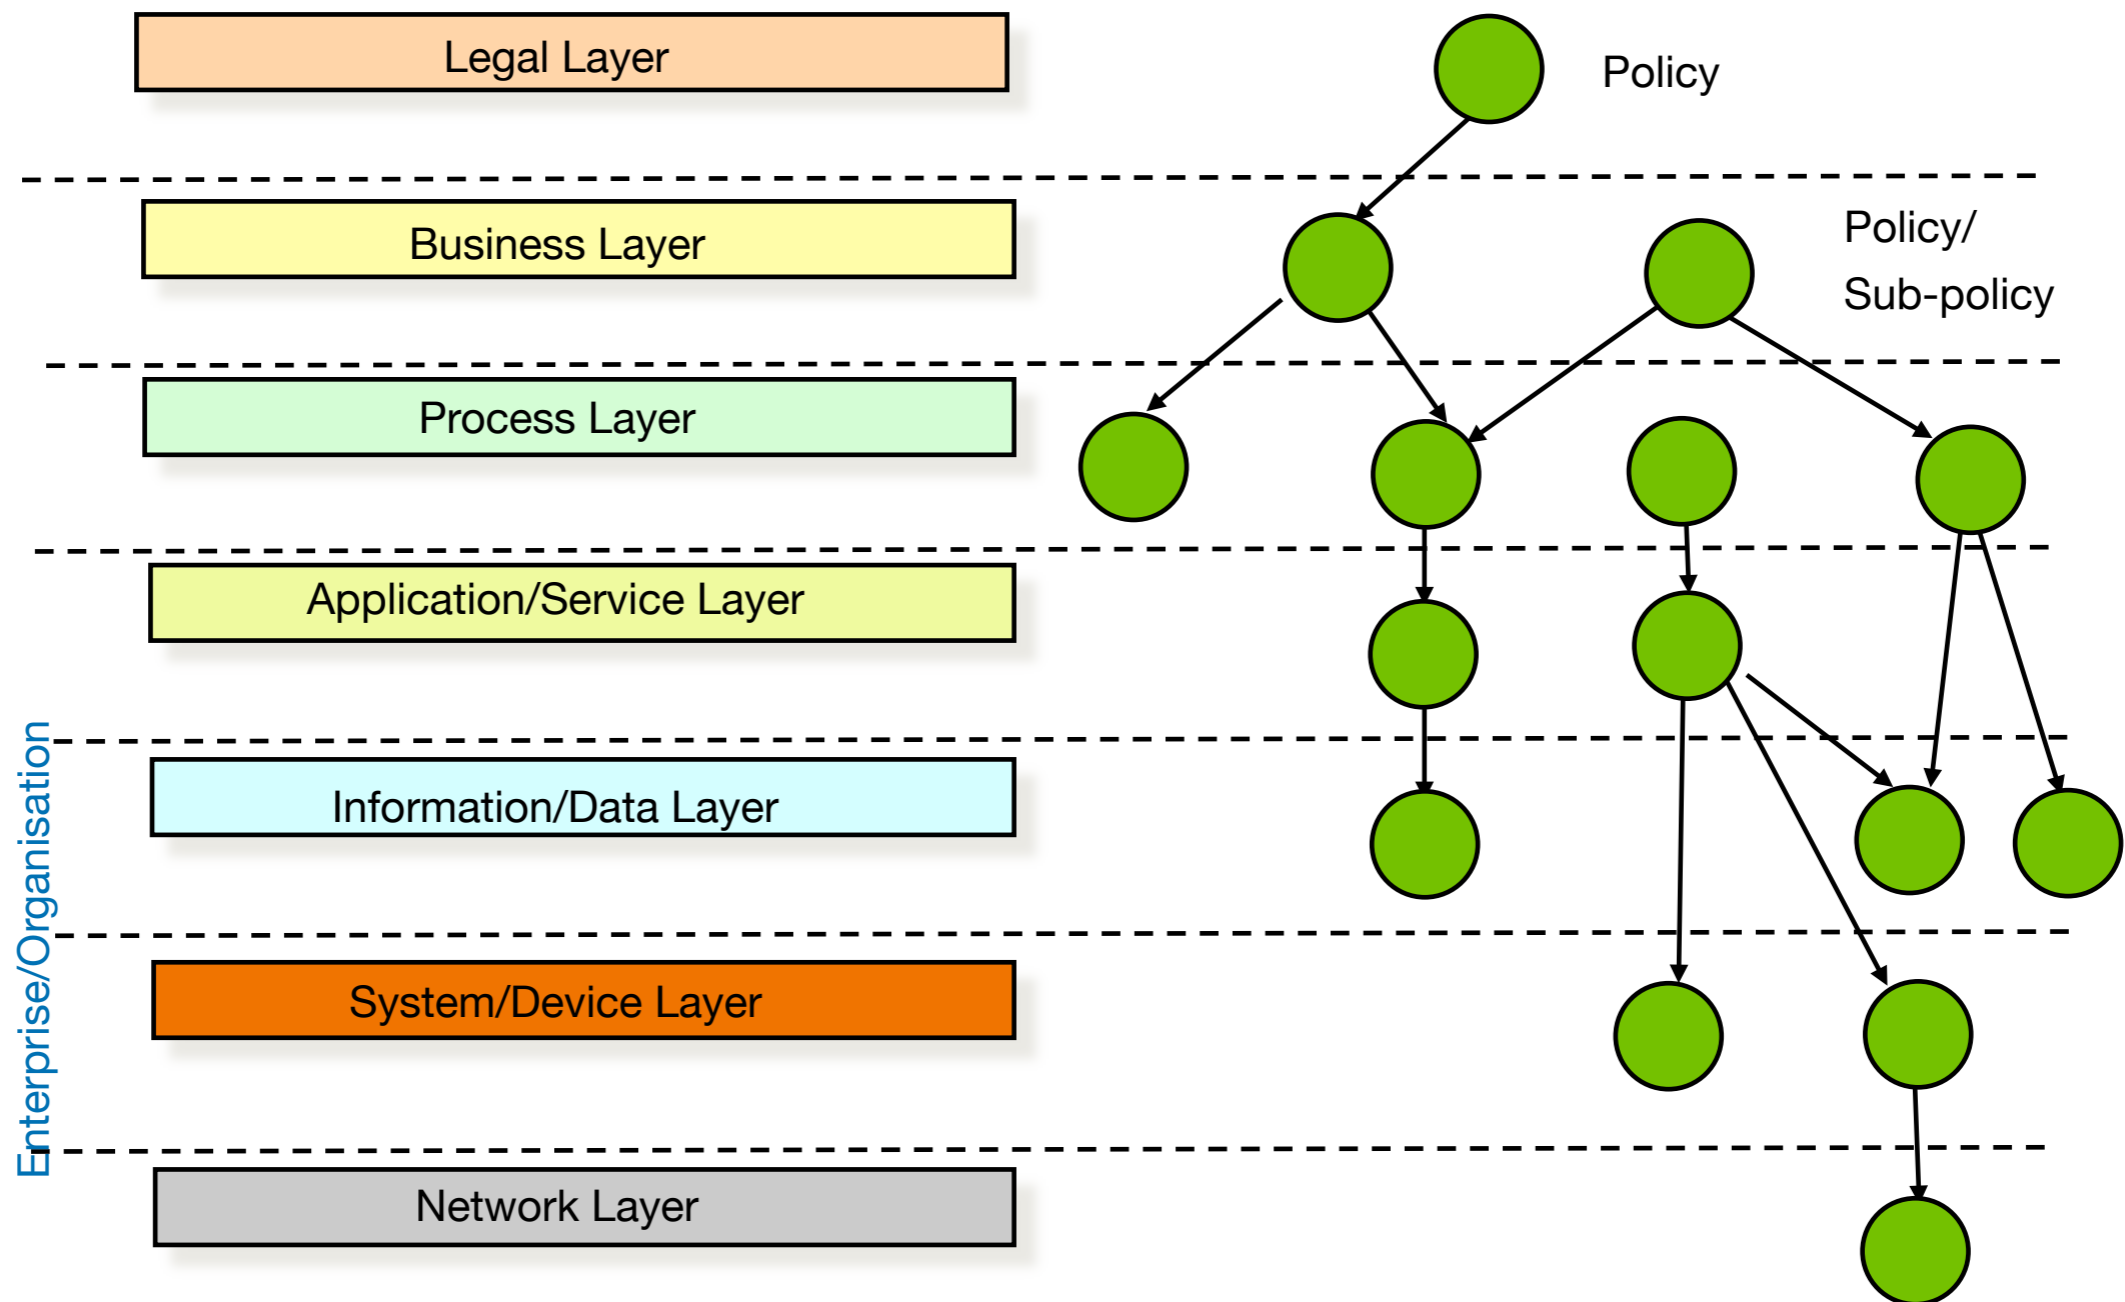 Legal Layer
Policy
Business Layer
Policy/
Sub-policy
Process Layer
Application/Service Layer
Information/Data Layer
System/Device Layer
Network Layer
Enterprise/Organisation